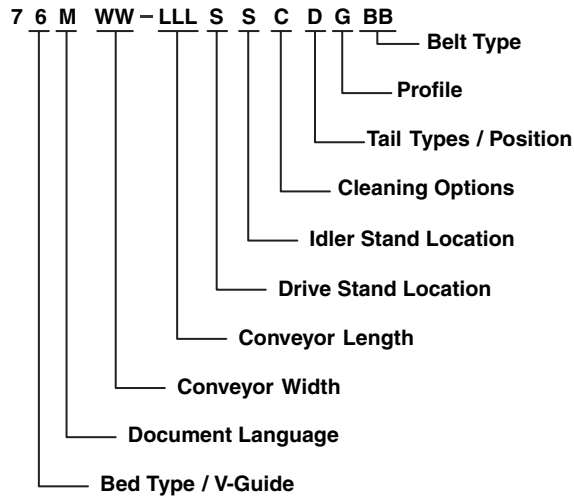 7 6 M WW – LLL S S C D G BB
Belt Type
Profile
Tail Types / Position
Cleaning Options
Idler Stand Location
Drive Stand Location
Conveyor Length
Conveyor Width
Document Language
Bed Type / V-Guide